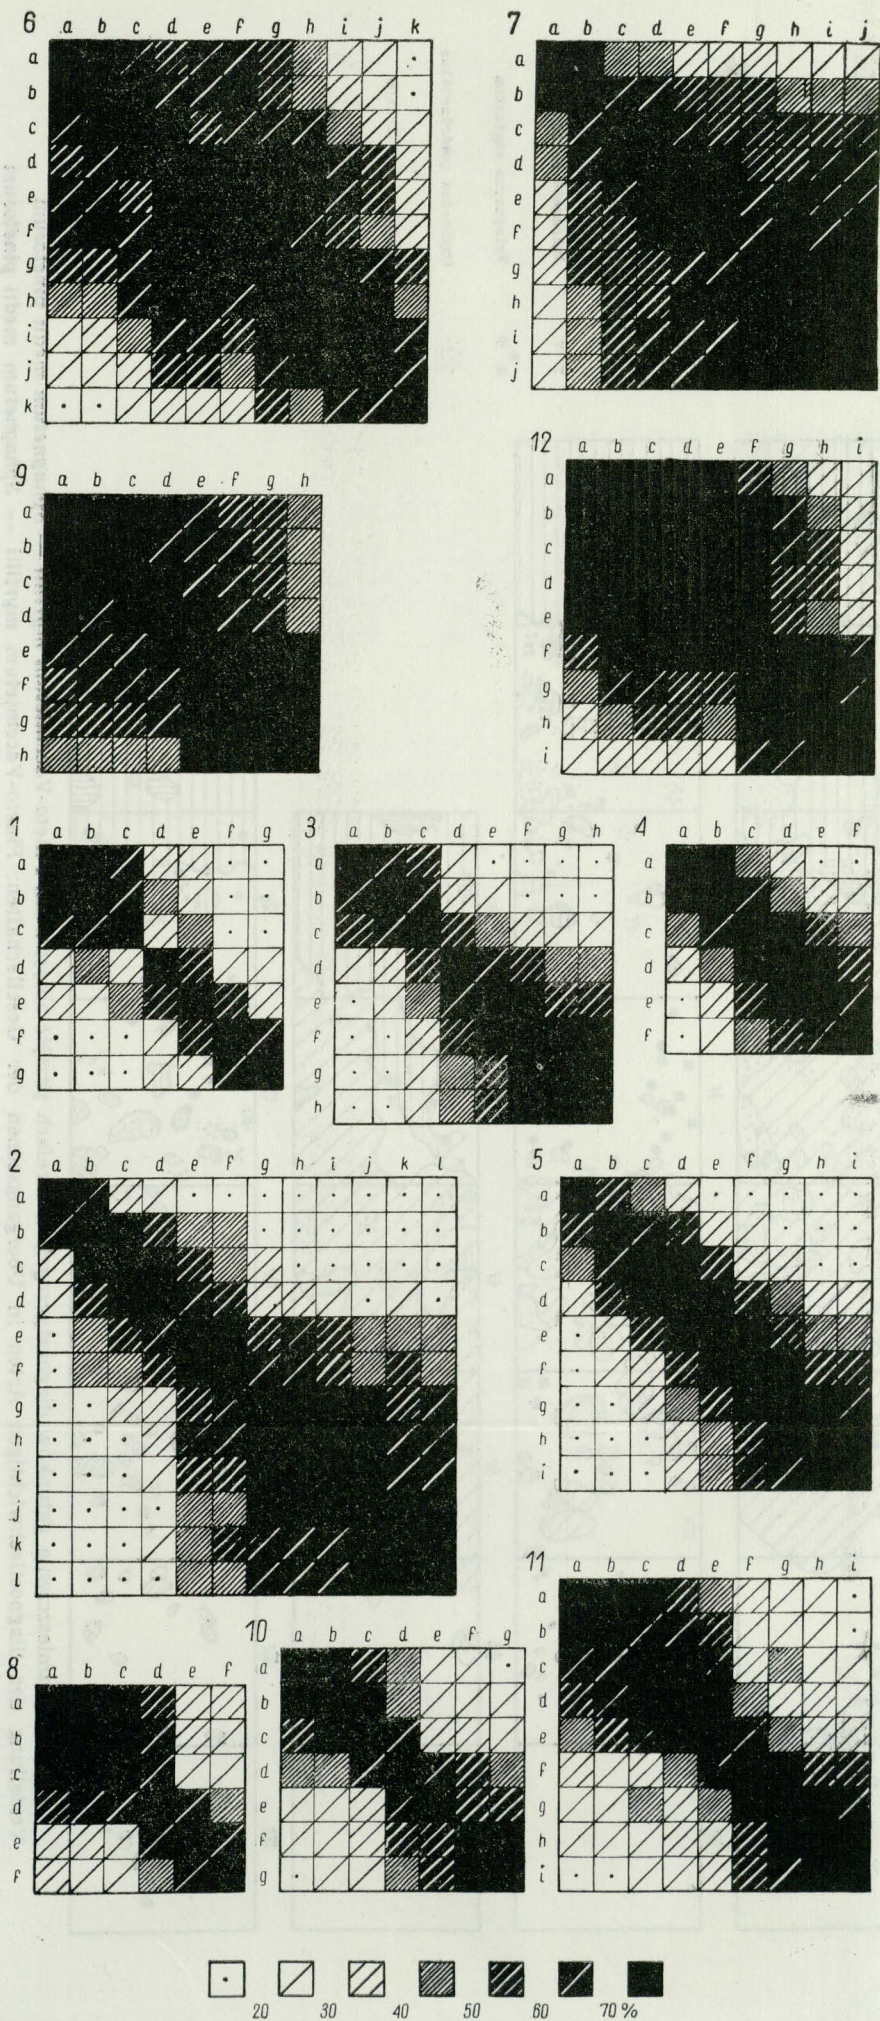 6 a b c d e f g h i j k
a
b
c
d
e
f
g
h
i
j
k
7 a b c d e f g h i j
a
b
c
d
e
f
g
h
i
j
9 a b c d e f g h
a
b
c
d
e
f
g
h
12 a b c d e f g h i
a
b
c
d
e
f
g
h
i
1 a b c d e f g
a
b
c
d
e
f
g
3 a b c d e f g h
a
b
c
d
e
f
g
h
4 a b c d e f
a
b
c
d
e
f
2 a b c d e f g h i j k l
a
b
c
d
e
f
g
h
i
j
k
l
5 a b c d e f g h i
a
b
c
d
e
f
g
h
i
8 a b c d e f
a
b
c
d
e
f
10 a b c d e f g
a
b
c
d
e
f
g
11 a b c d e f g h i
a
b
c
d
e
f
g
h
i
20 30 40 50 60 70 %